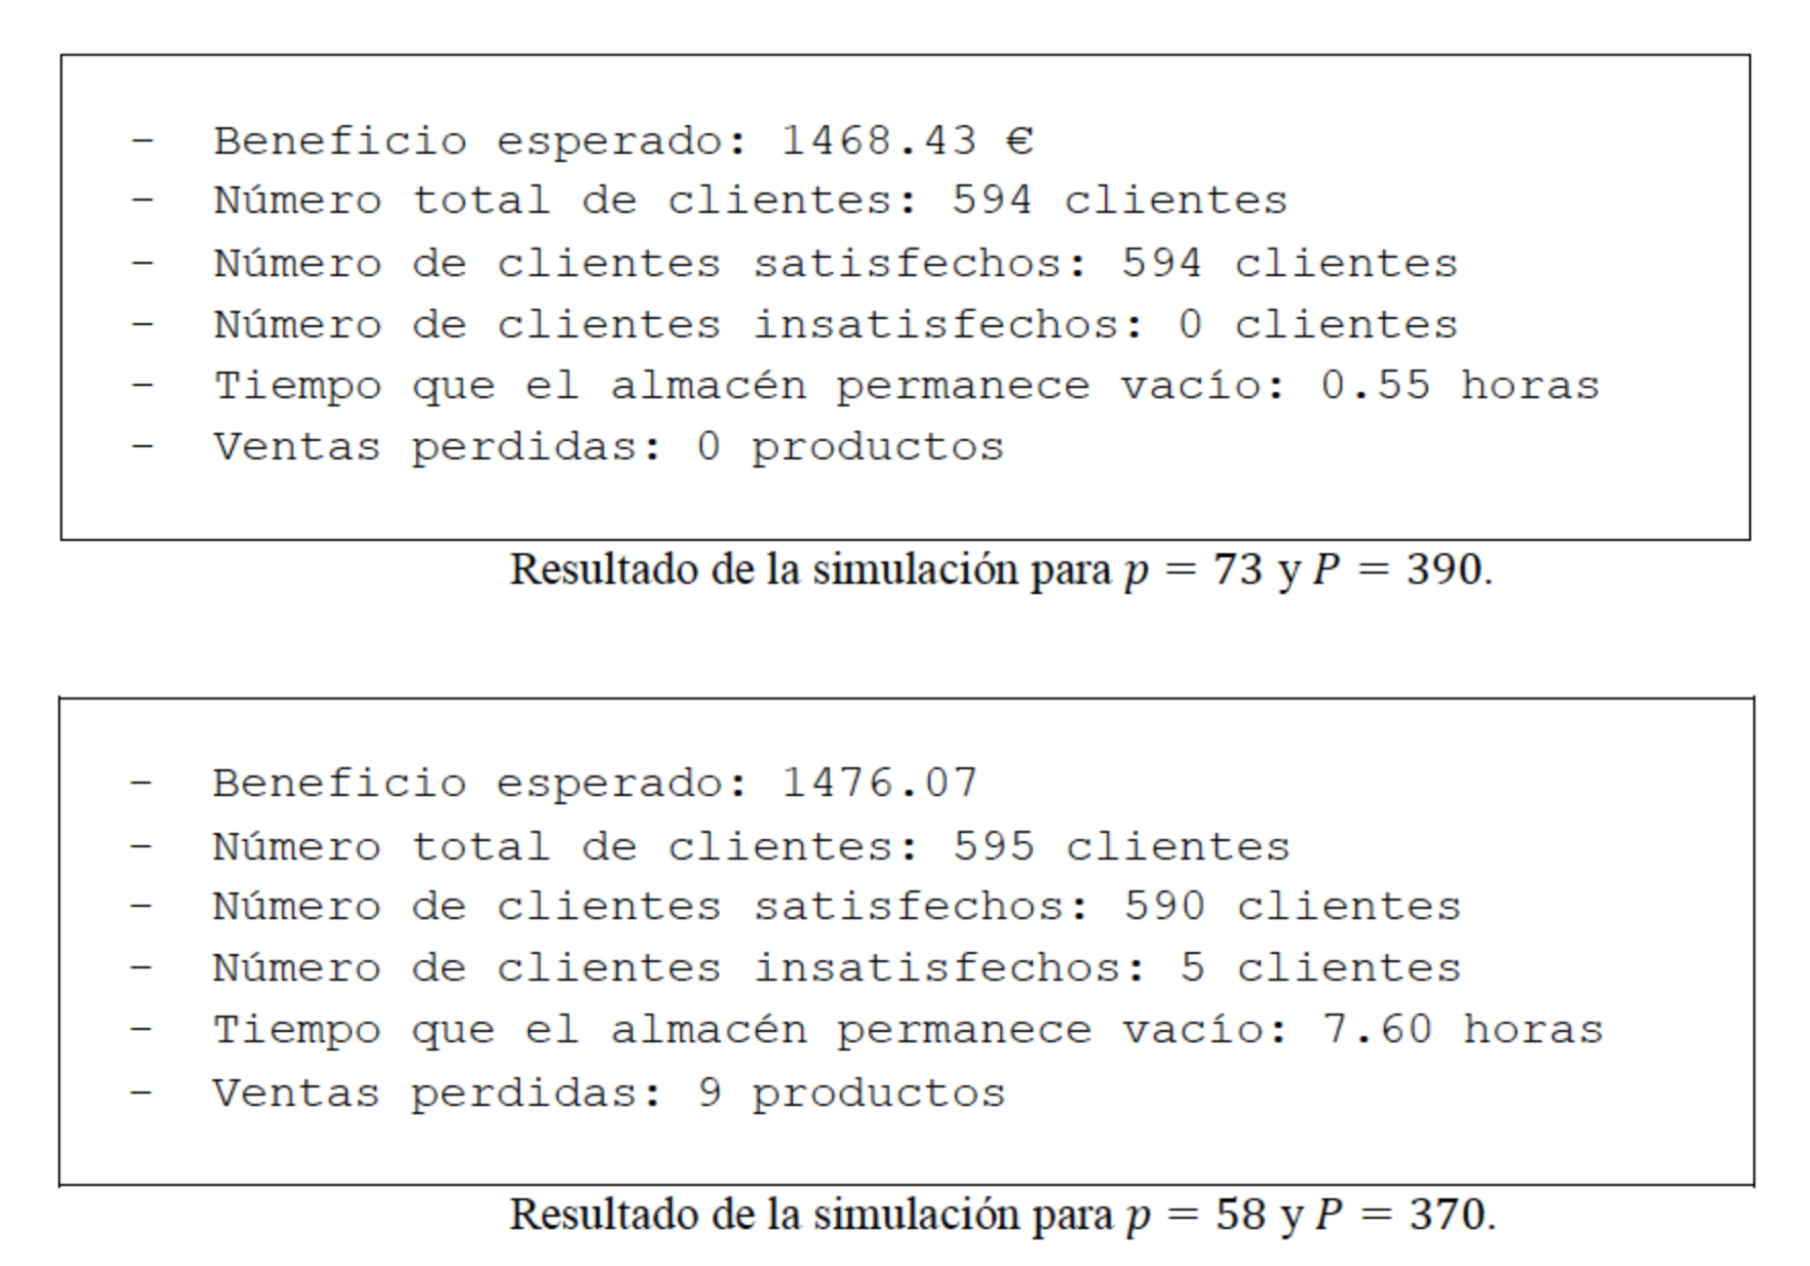 - Beneficio esperado: 1468.43 €
- Número total de clientes: 594 clientes
- Número de clientes satisfechos: 594 clientes
- Número de clientes insatisfechos: 0 clientes
- Tiempo que el almacén permanece vacío: 0.55 horas
- Ventas perdidas: 0 productos
Resultado de la simulación para p = 73 y P = 390.
- Beneficio esperado: 1476.07
- Número total de clientes: 595 clientes
- Número de clientes satisfechos: 590 clientes
- Número de clientes insatisfechos: 5 clientes
- Tiempo que el almacén permanece vacío: 7.60 horas
- Ventas perdidas: 9 productos
Resultado de la simulación para p = 58 y P = 370.